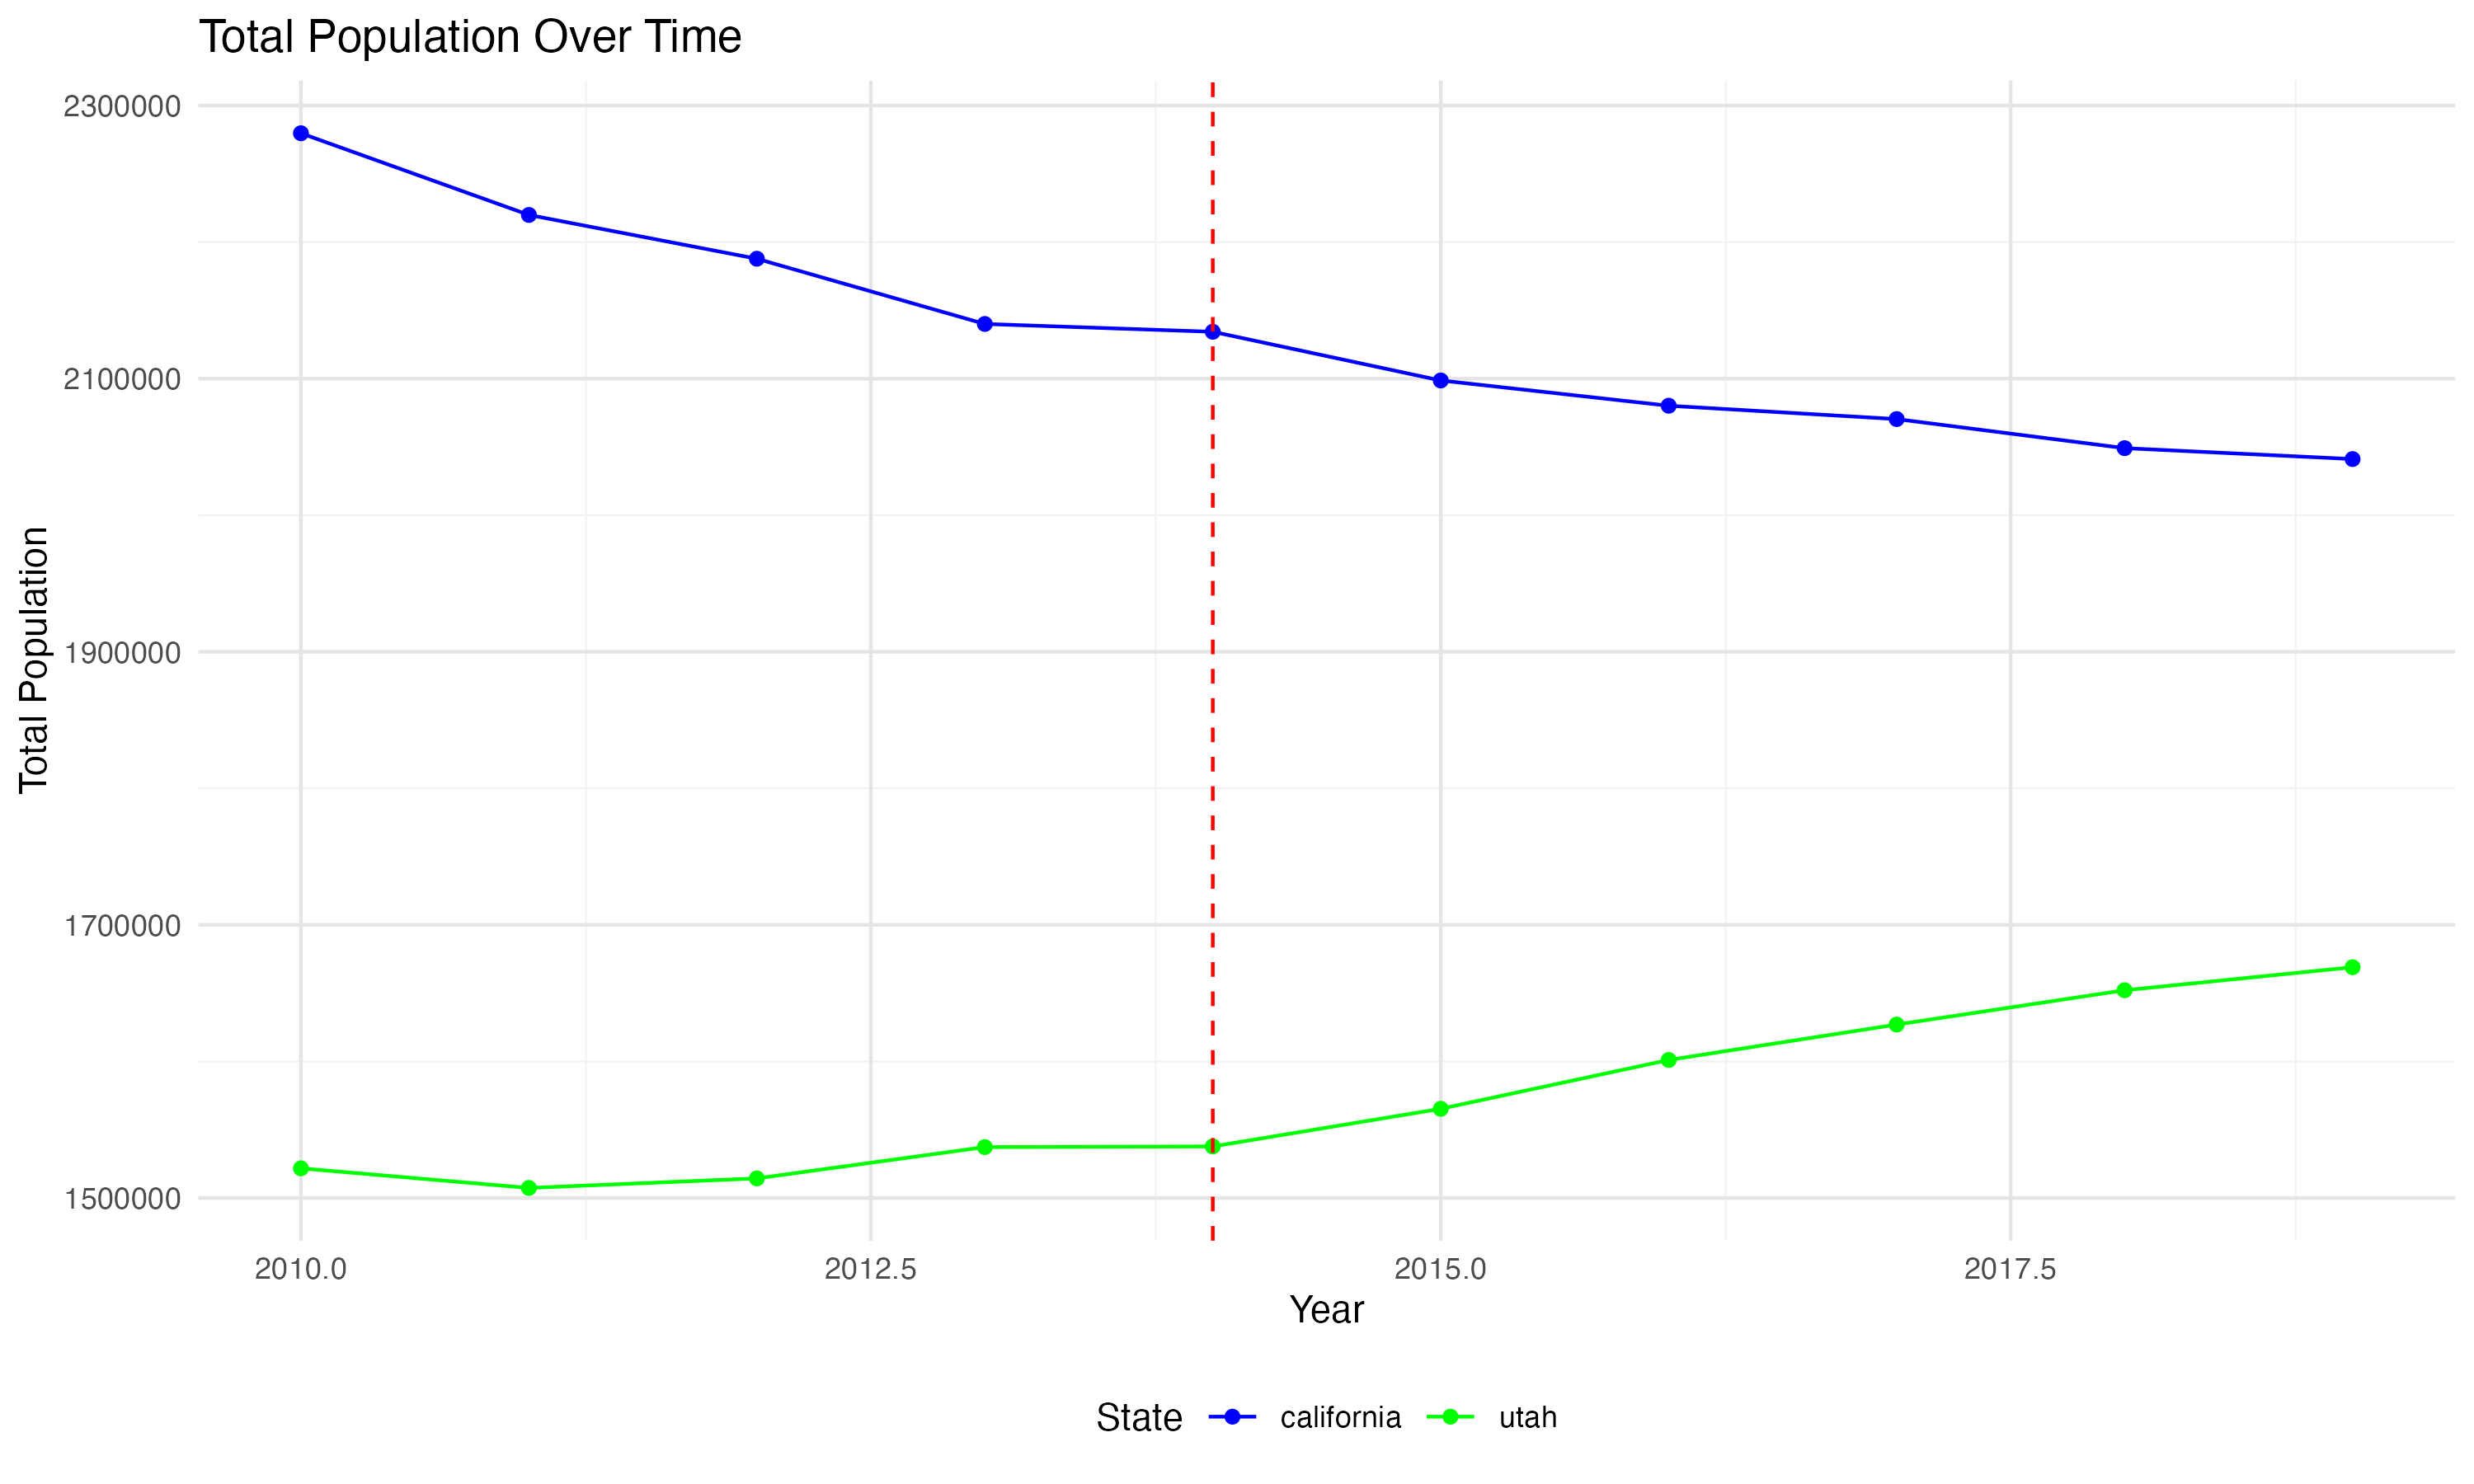 Total Population Over Time
2300000
2100000
1900000
1700000
1500000
Total Population
2010.0 2012.5 2015.0 2017.5
Year
State california utah